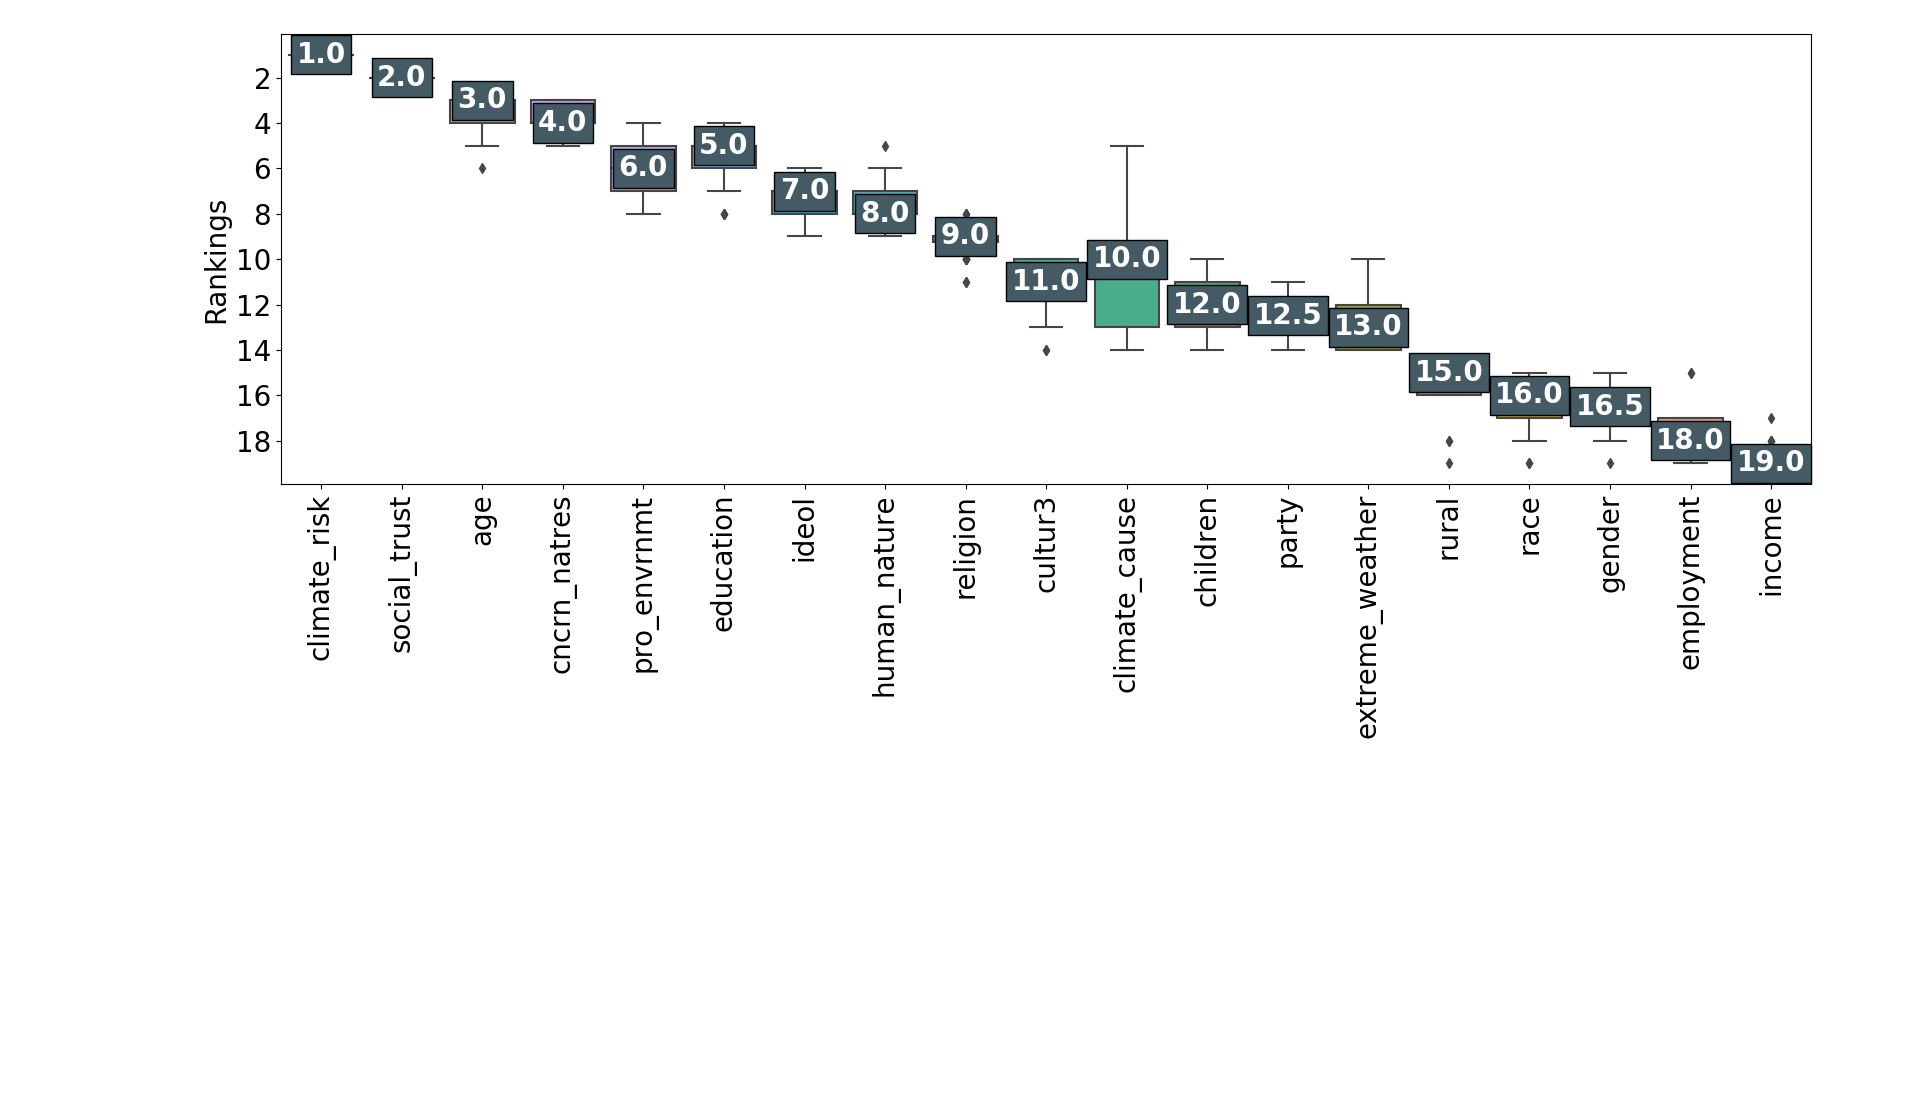 Rankings
2
4
6
8
10
12
14
16
18
1.0
2.0
3.0
4.0
6.0
5.0
7.0
8.0
9.0
11.0
10.0
12.0
12.5
13.0
15.0
16.0
16.5
18.0
19.0
climate_risk
social_trust
age
cncrn_natres
pro_envrnmt
education
ideol
human_nature
religion
cultur3
climate_cause
children
party
extreme_weather
rural
race
gender
employment
income